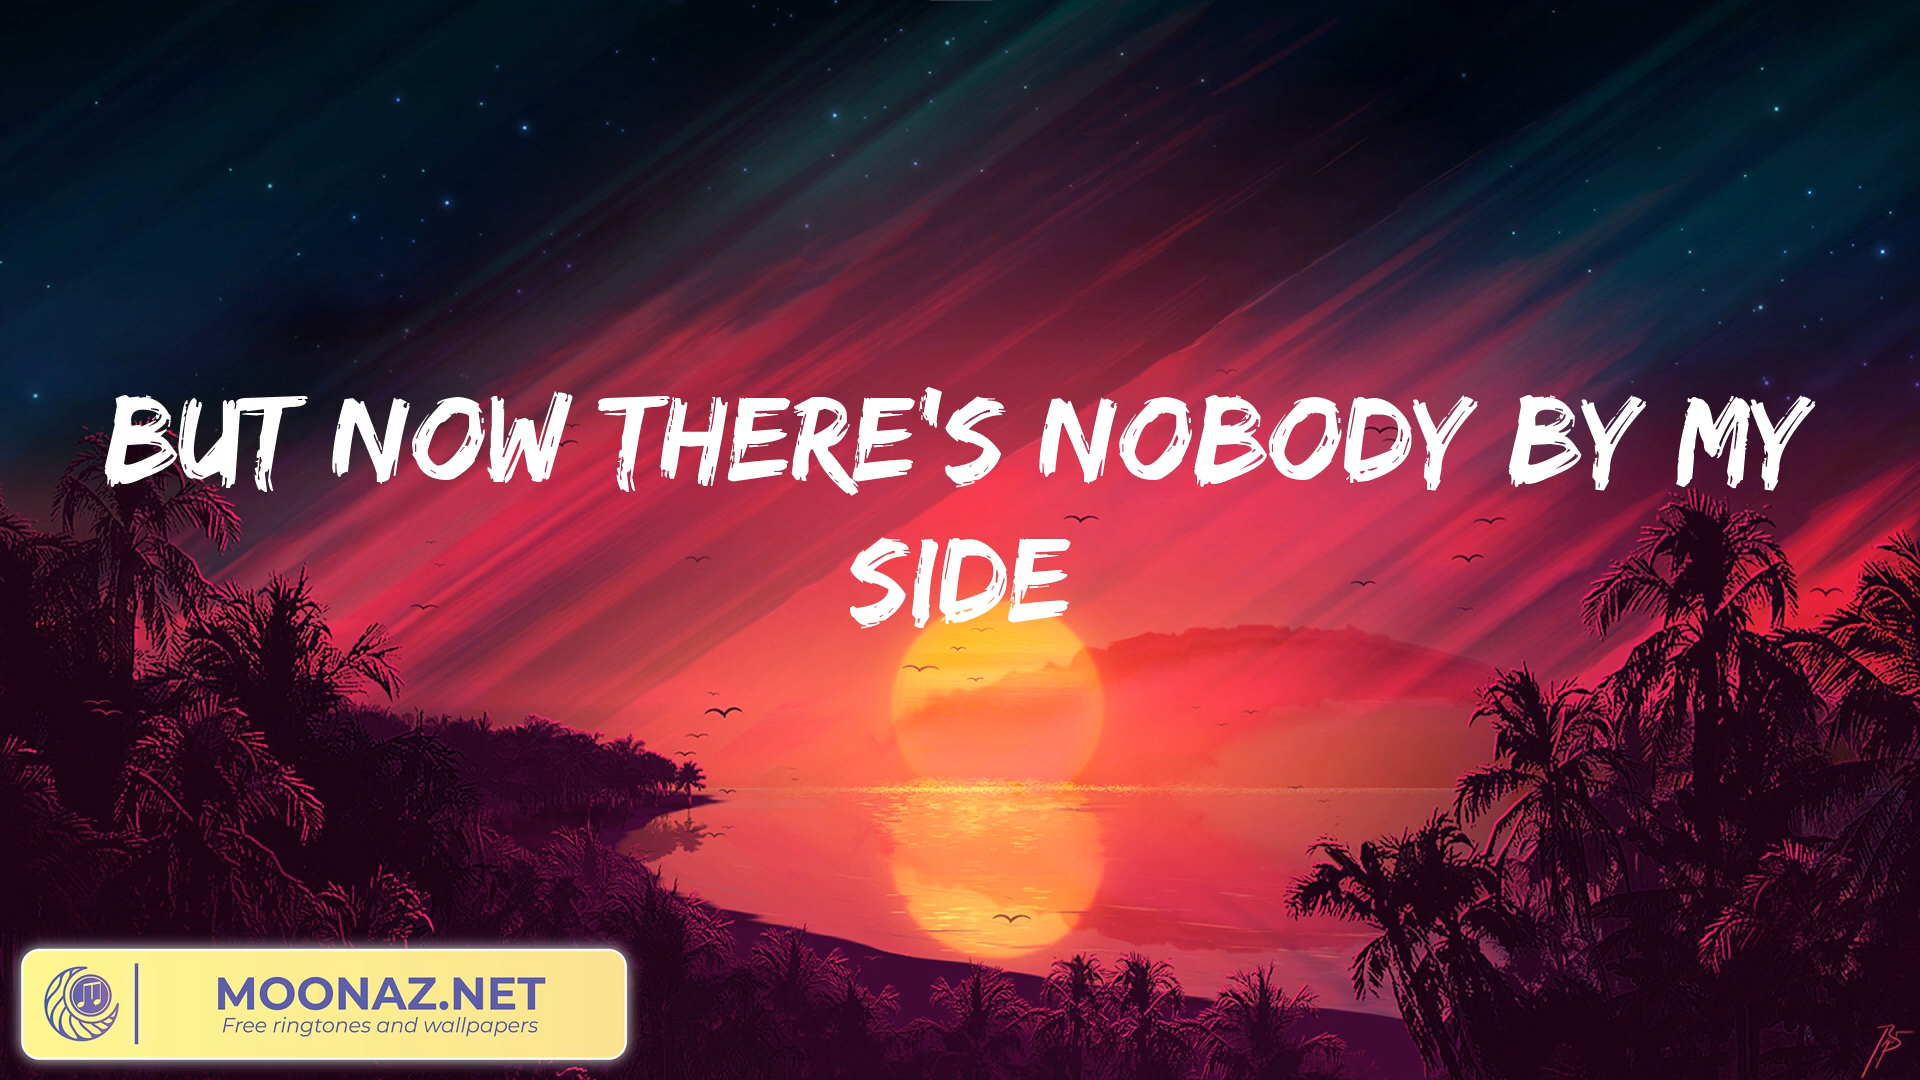 BUT NOW THERE'S NOBODY BY MY
SIDE
MOONAZ.NET
Free ringtones and wallpapers